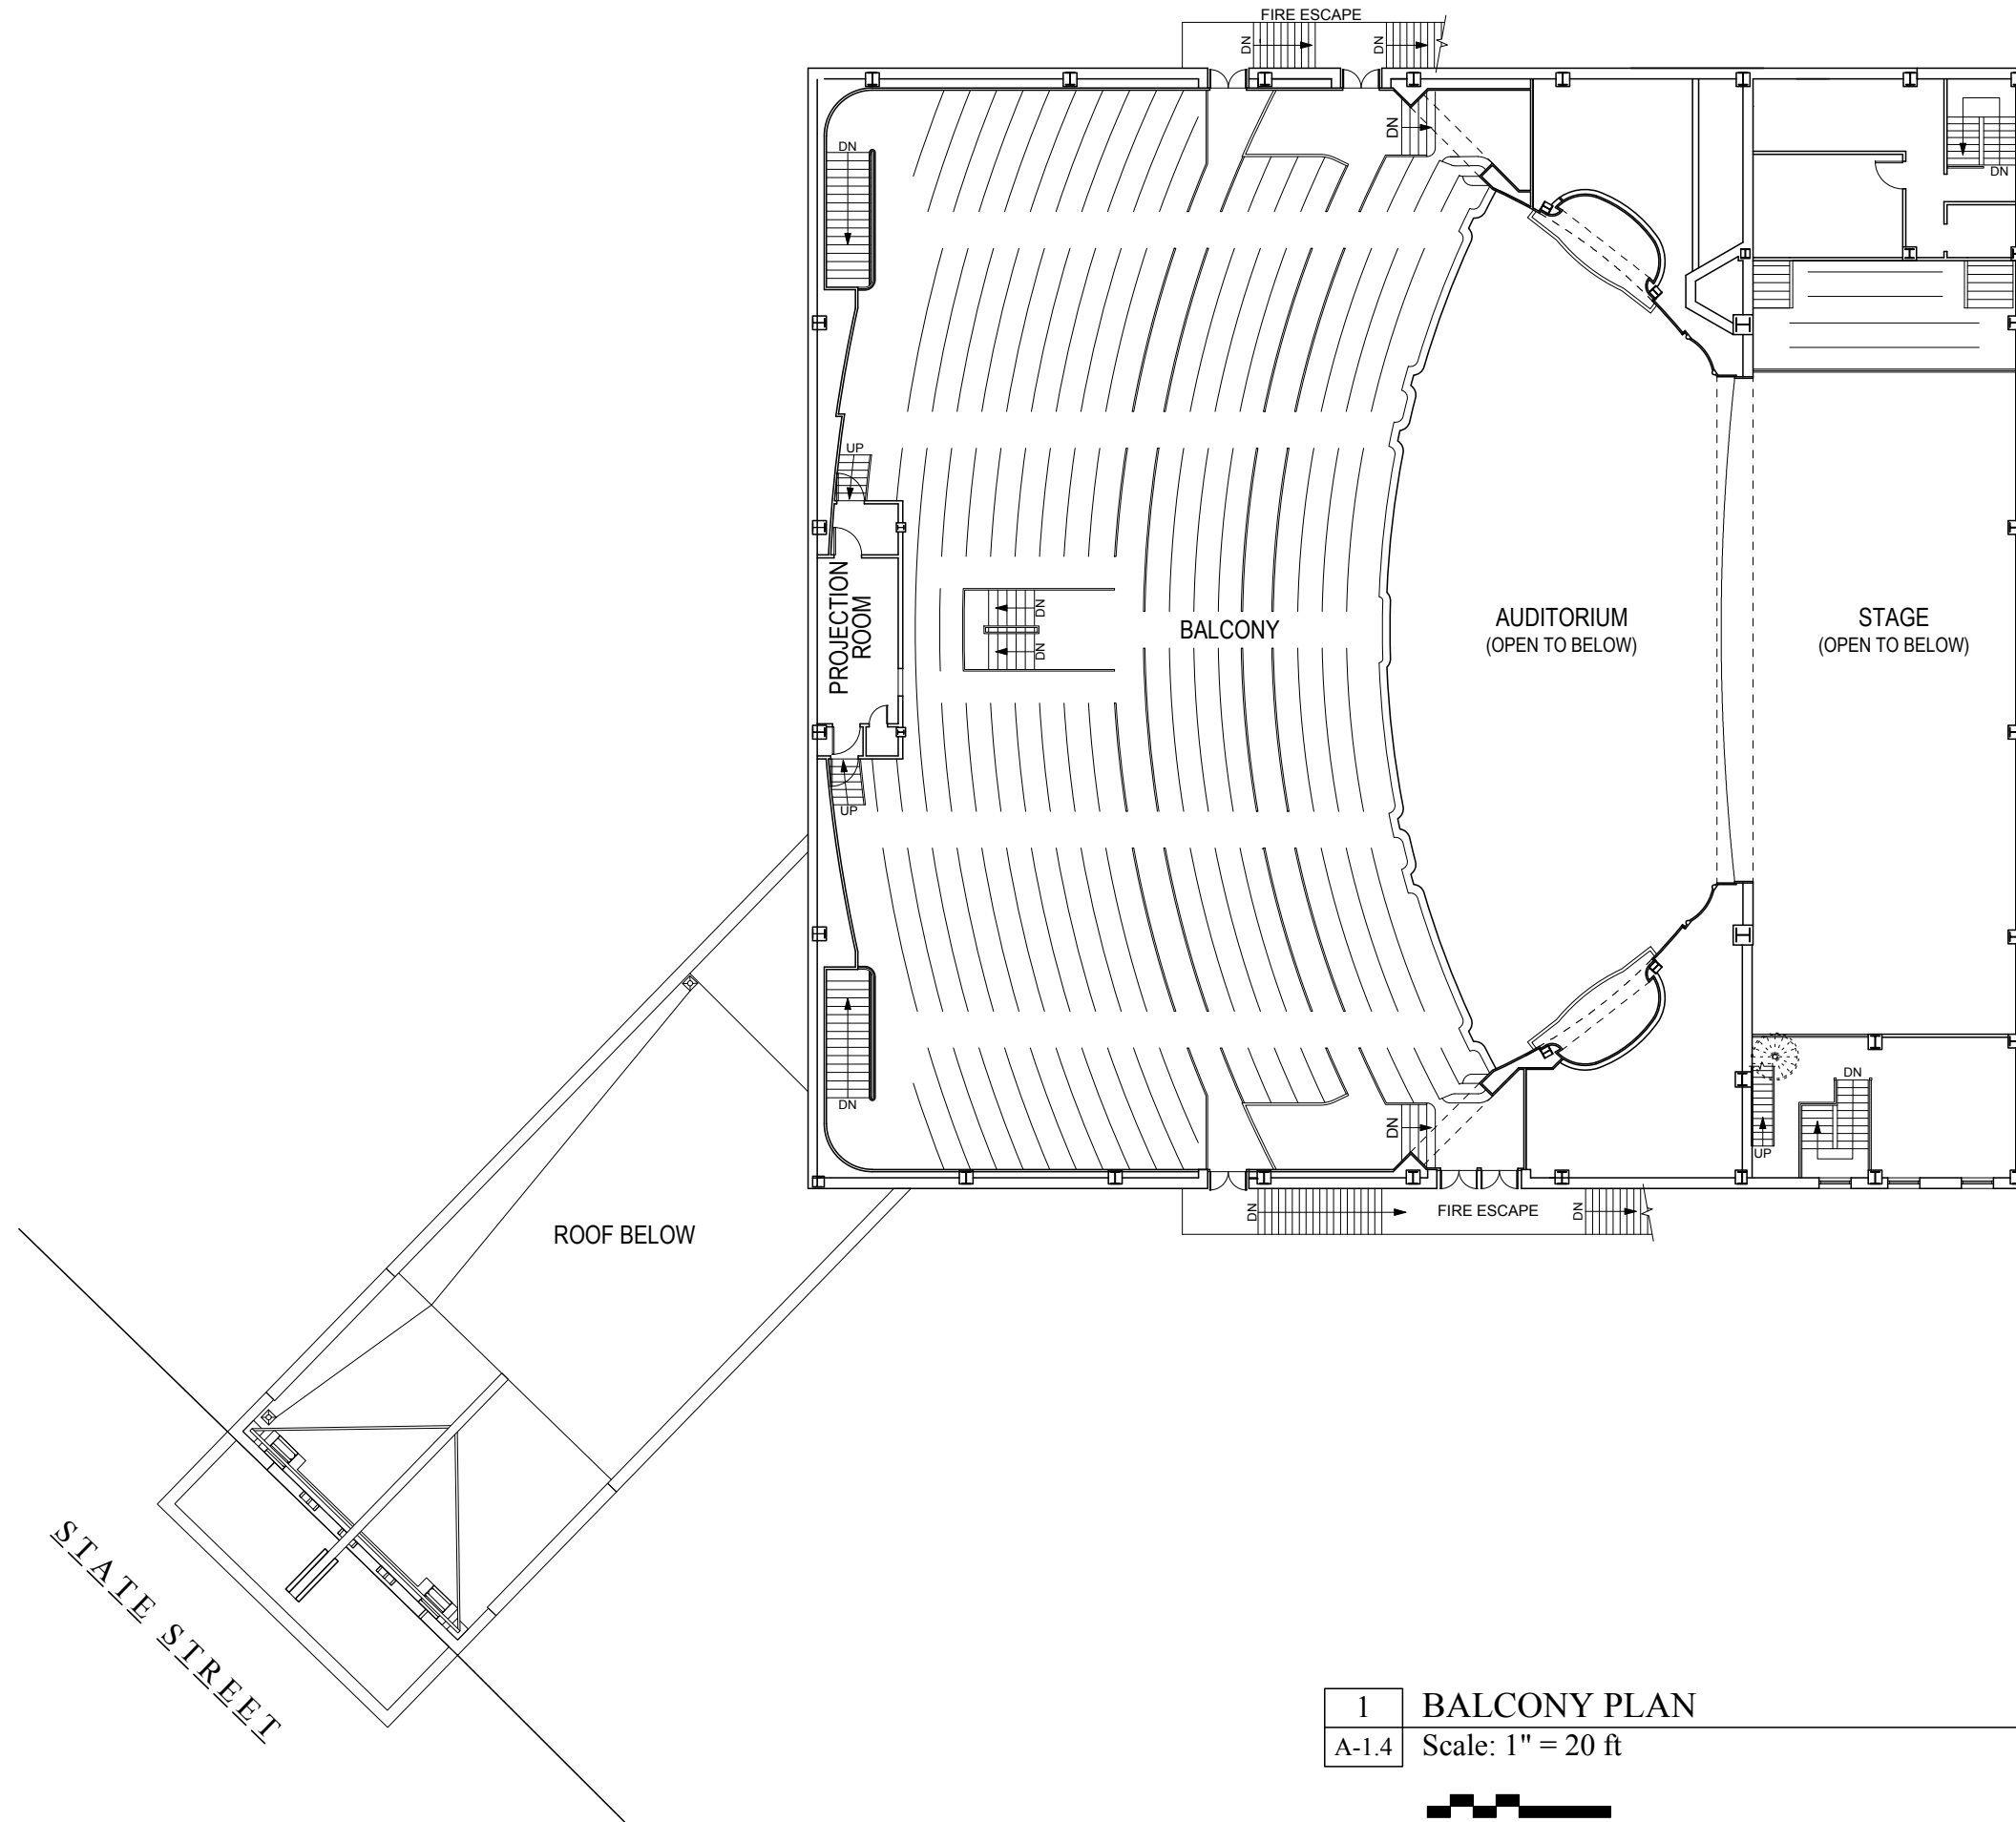 FIRE ESCAPE
DN
DN
DN
DN
DN
UP
PROJECTION
ROOM
DN
DN
BALCONY
AUDITORIUM
(OPEN TO BELOW)
STAGE
(OPEN TO BELOW)
UP
DN
DN
DN
UP
DN
FIRE ESCAPE
DN
ROOF BELOW
STATE STREET
1
BALCONY PLAN
A-1.4
Scale: 1" = 20 ft